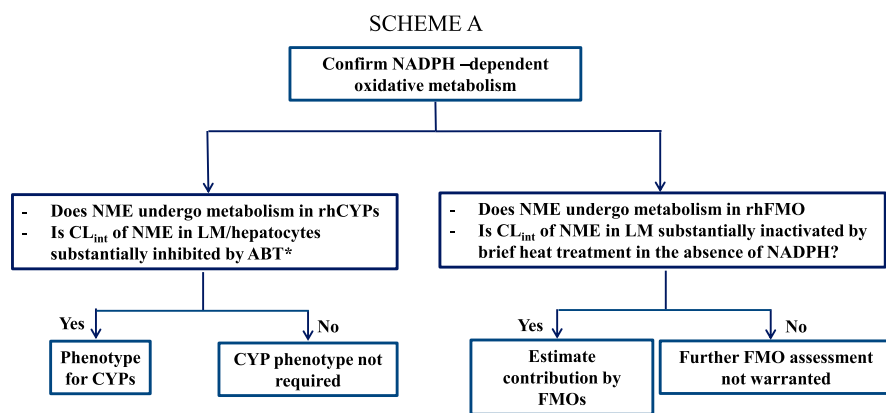 SCHEME A
Confirm NADPH –dependent
oxidative metabolism
- Does NME undergo metabolism in rhCYPs
- Is CLint of NME in LM/hepatocytes
substantially inhibited by ABT*
- Does NME undergo metabolism in rhFMO
- Is CLint of NME in LM substantially inactivated by
brief heat treatment in the absence of NADPH?
Yes
No
Phenotype
for CYPs
CYP phenotype not
required
Yes
No
Estimate
contribution by
FMOs
Further FMO assessment
not warranted